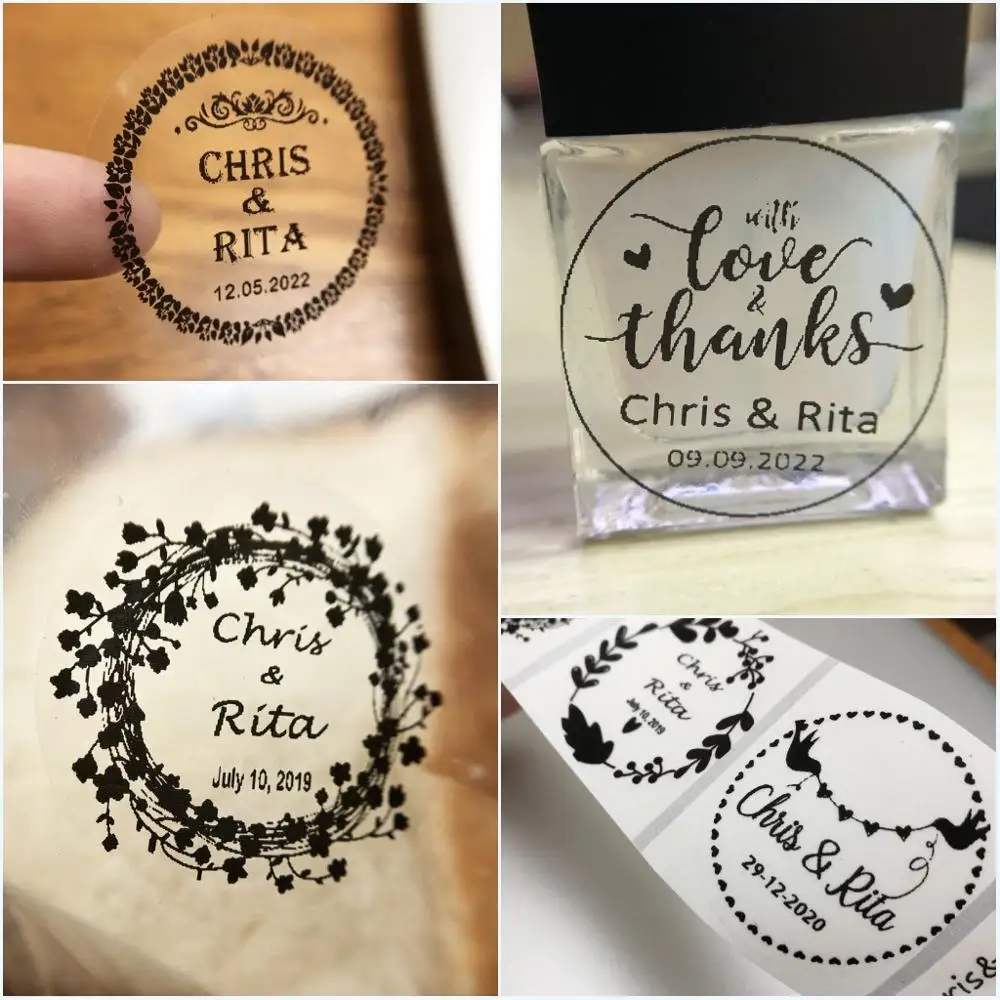 CHRIS
&
RITA
12.05.2022
with
love
&
thanks
Chris & Rita
09.09.2022
Chris
&
Rita
July 10, 2019
Chris
&
Rita
July 10, 2019
Chris & Rita
29-12-2020
ris&